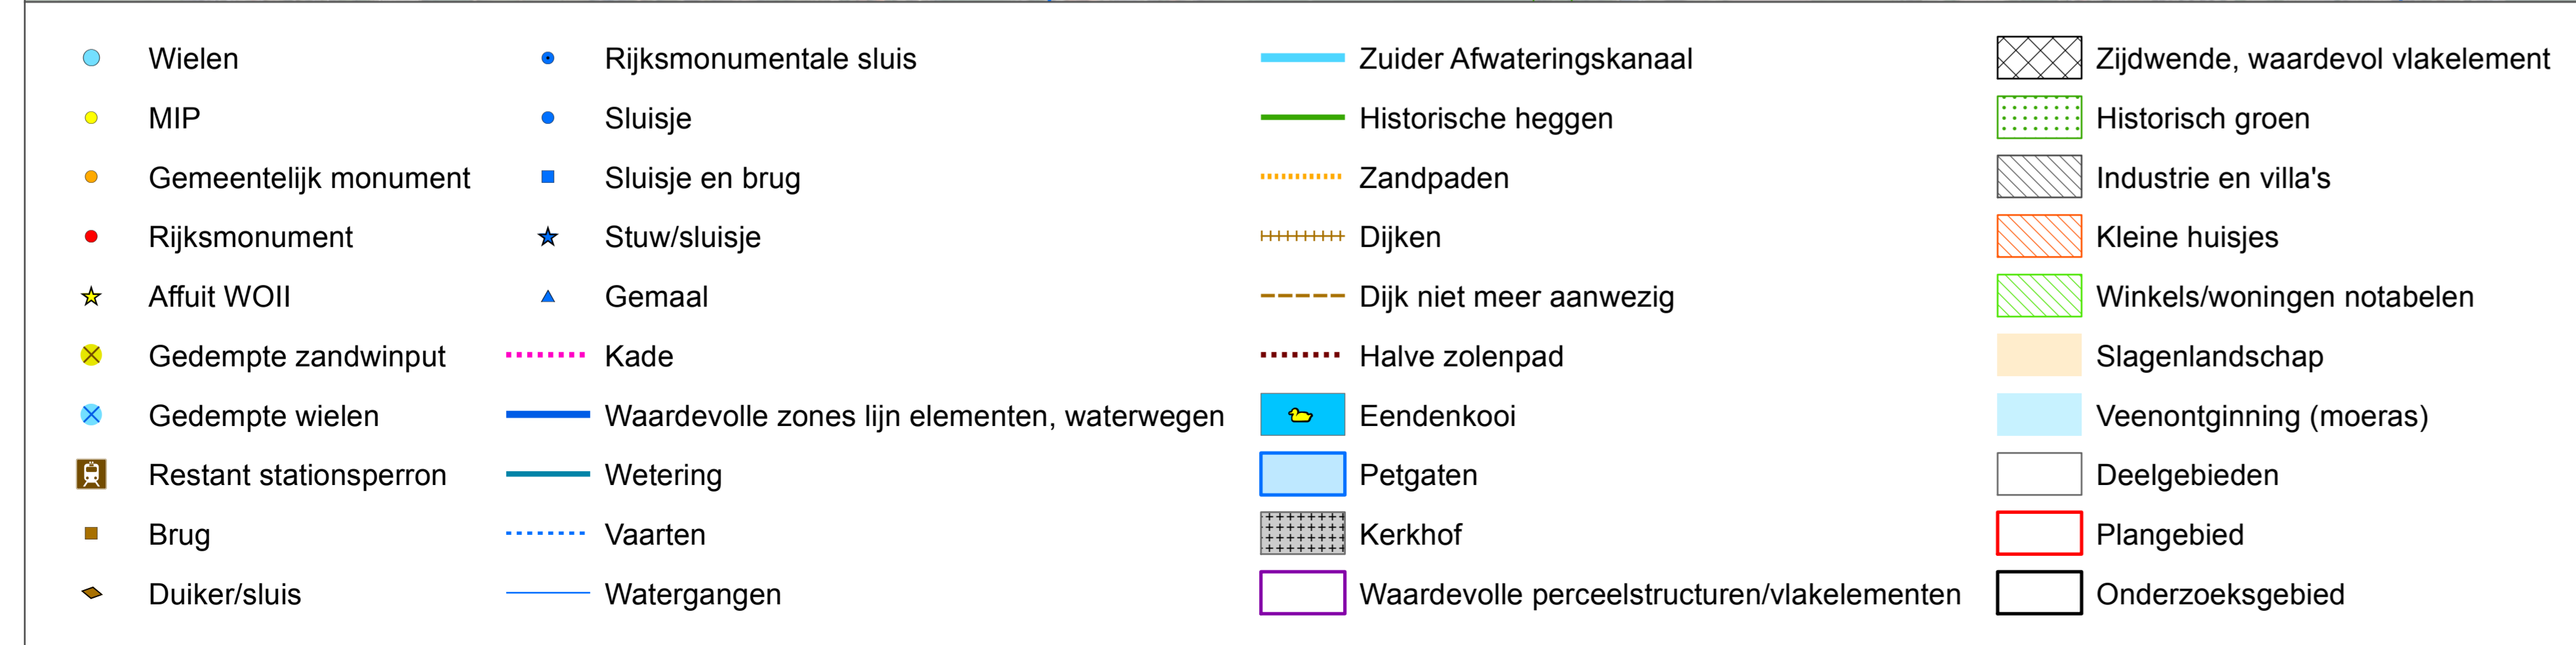 Wielen
MIP
Gemeentelijk monument
Rijksmonument
Affuit WOII
Gedempte zandwinput
Gedempte wielen
Restant stationsperron
Brug
Duiker/sluis
Rijksmonumentale sluis
Sluisje
Sluisje en brug
Stuw/sluisje
Gemaal
Kade
Waardevolle zones lijn elementen, waterwegen
Wetering
Vaarten
Watergangen
Zuider Afwateringskanaal
Historische heggen
Zandpaden
Dijken
Dijk niet meer aanwezig
Halve zolenpad
Eendenkooi
Petgaten
Kerkhof
Waardevolle perceelstructuren/vlakelementen
Zijdwende, waardevol vlakelement
Historisch groen
Industrie en villa's
Kleine huisjes
Winkels/woningen notabelen
Slagenlandschap
Veenontginning (moeras)
Deelgebieden
Plangebied
Onderzoeksgebied